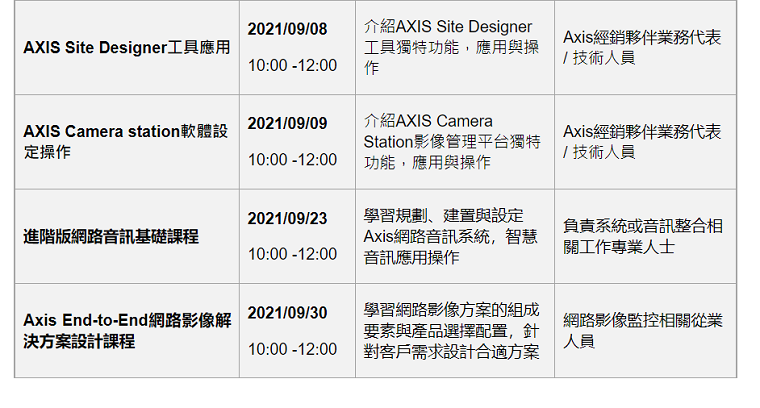 AXIS Site Designer工具應用
2021/09/08
10:00 -12:00
介紹AXIS Site Designer
工具獨特功能，應用與操
作
Axis經銷夥伴業務代表
/ 技術人員
AXIS Camera station軟體設
定操作
2021/09/09
10:00 -12:00
介紹AXIS Camera
Station影像管理平台獨特
功能，應用與操作
Axis經銷夥伴業務代表
/ 技術人員
進階版網路音訊基礎課程
2021/09/23
10:00 -12:00
學習規劃、建置與設定
Axis網路音訊系統，智慧
音訊應用操作
負責系統或音訊整合相
關工作專業人士
Axis End-to-End網路影像解
決方案設計課程
2021/09/30
10:00 -12:00
學習網路影像方案的組成
要素與產品選擇配置，針
對客戶需求設計合適方案
網路影像監控相關從業
人員